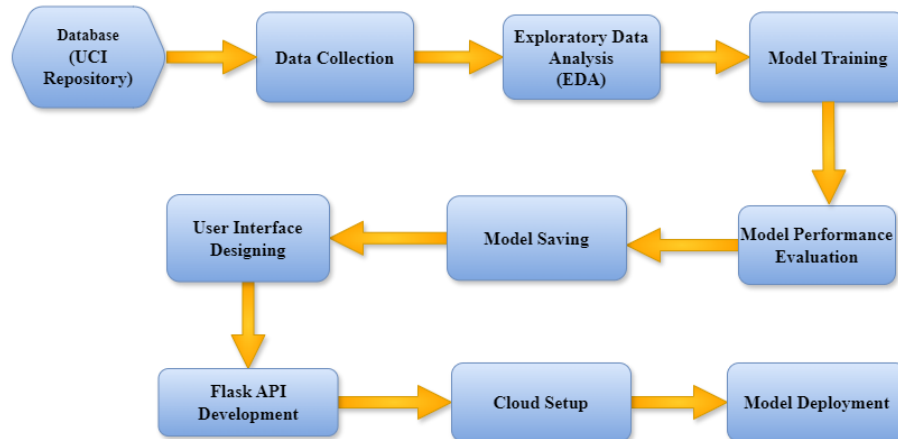 Database
(UCI
Repository)
Data Collection
Exploratory Data
Analysis
(EDA)
Model Training
Model Performance
Evaluation
Model Saving
User Interface
Designing
Flask API
Development
Cloud Setup
Model Deployment